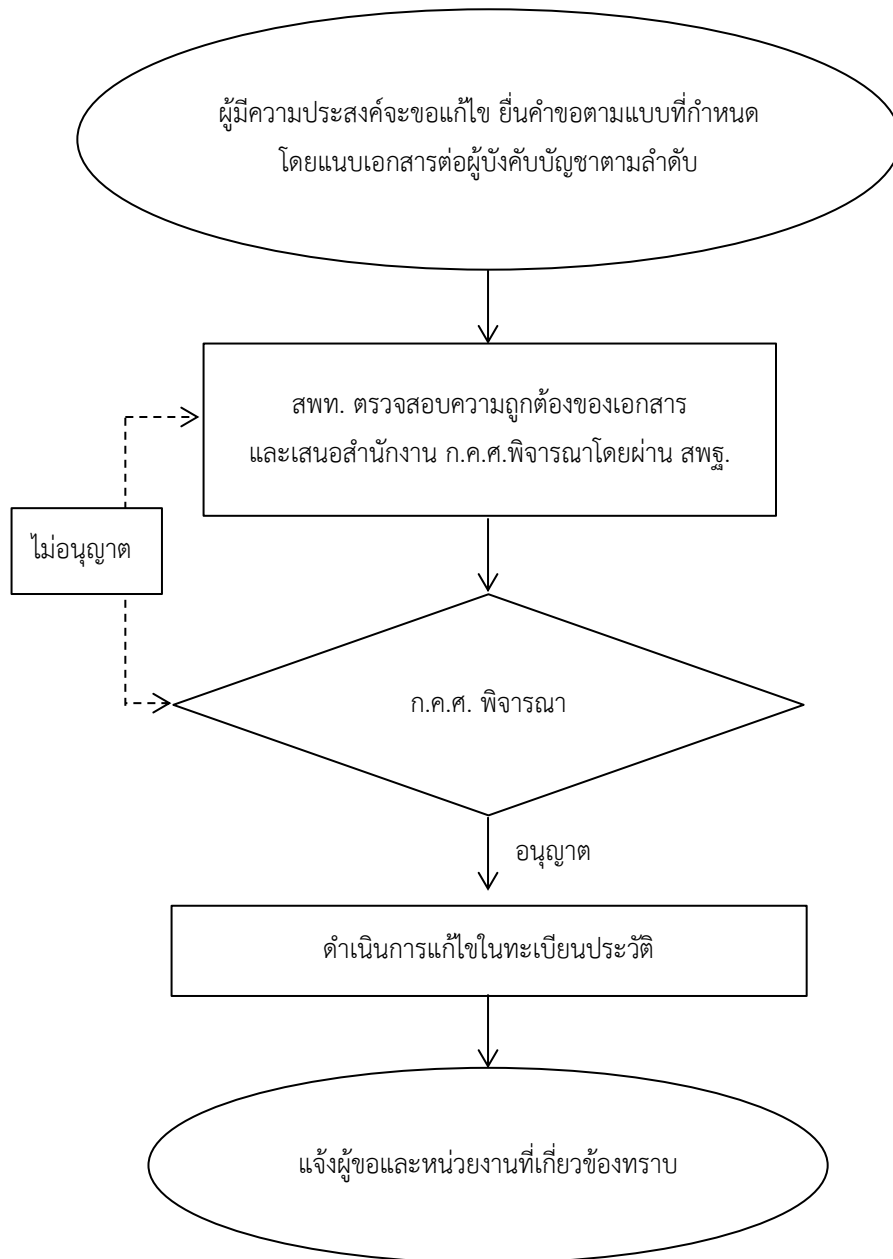 ผู้มีความประสงค์จะขอแก้ไข ยื่นคำขอตามแบบที่กำหนด
โดยแนบเอกสารต่อผู้บังคับบัญชาตามลำดับ
สพท. ตรวจสอบความถูกต้องของเอกสาร
และเสนอสำนักงาน ก.ค.ศ.พิจารณาโดยผ่าน สพฐ.
ไม่อนุญาต
ก.ค.ศ. พิจารณา
อนุญาต
ดำเนินการแก้ไขในทะเบียนประวัติ
แจ้งผู้ขอและหน่วยงานที่เกี่ยวข้องทราบ